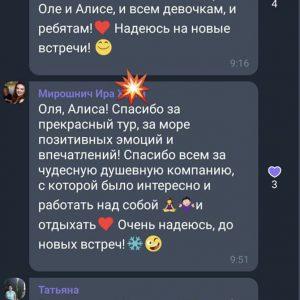 Оле и Алисе, и всем девочкам, и
ребятам!❤️ Надеюсь на новые
встречи! 😊
4
9:16
Мирошнич Ира
Оля, Алиса! Спасибо за
прекрасный тур, за море
позитивных эмоций и
впечатлений! Спасибо всем за
чудесную душевную компанию,
с которой было интересно и
работать над собой 🧘🤷‍♀️и
отдыхать❤️ Очень надеюсь, до
новых встреч!❄️🤪
3
9:51
Татьяна